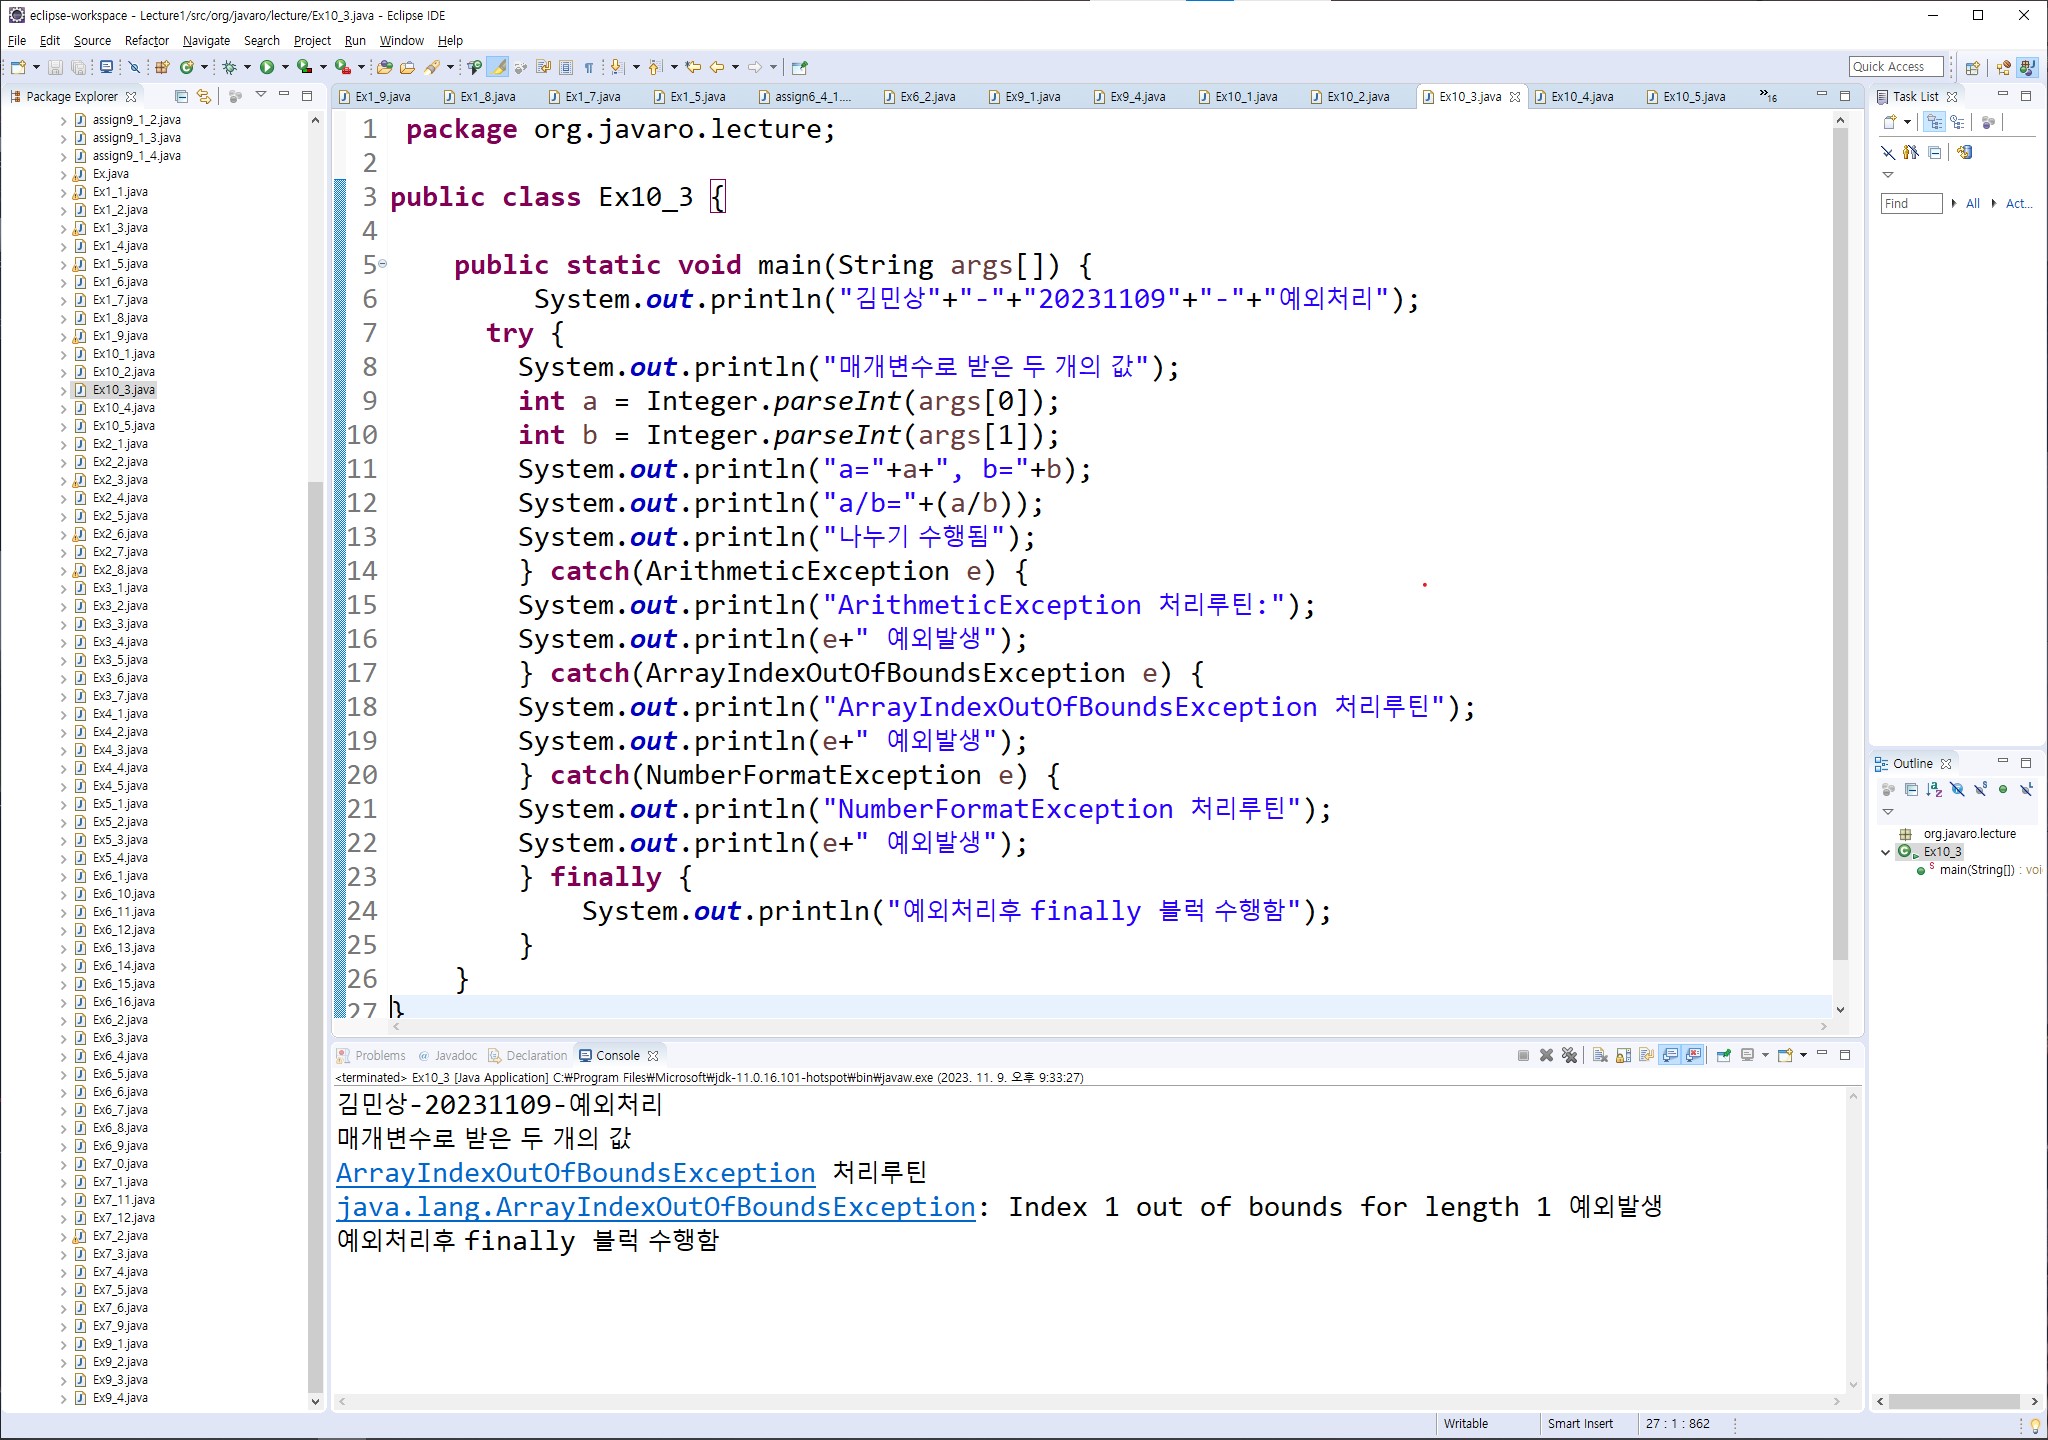 eclipse-workspace - Lecture1/src/org/javaro/lecture/Ex10_3.java - Eclipse IDE
File Edit Source Refactor Navigate Search Project Run Window Help
Quick Access
Package Explorer
assign9_1_2.java
assign9_1_3.java
assign9_1_4.java
Ex.java
Ex1_1.java
Ex1_2.java
Ex1_3.java
Ex1_4.java
Ex1_5.java
Ex1_6.java
Ex1_7.java
Ex1_8.java
Ex1_9.java
Ex10_1.java
Ex10_2.java
Ex10_3.java
Ex10_4.java
Ex10_5.java
Ex2_1.java
Ex2_2.java
Ex2_3.java
Ex2_4.java
Ex2_5.java
Ex2_6.java
Ex2_7.java
Ex2_8.java
Ex3_1.java
Ex3_2.java
Ex3_3.java
Ex3_4.java
Ex3_5.java
Ex3_6.java
Ex3_7.java
Ex4_1.java
Ex4_2.java
Ex4_3.java
Ex4_4.java
Ex4_5.java
Ex5_1.java
Ex5_2.java
Ex5_3.java
Ex5_4.java
Ex6_1.java
Ex6_10.java
Ex6_11.java
Ex6_12.java
Ex6_13.java
Ex6_14.java
Ex6_15.java
Ex6_16.java
Ex6_2.java
Ex6_3.java
Ex6_4.java
Ex6_5.java
Ex6_6.java
Ex6_7.java
Ex6_8.java
Ex6_9.java
Ex7_0.java
Ex7_1.java
Ex7_11.java
Ex7_12.java
Ex7_2.java
Ex7_3.java
Ex7_4.java
Ex7_5.java
Ex7_6.java
Ex7_9.java
Ex9_1.java
Ex9_2.java
Ex9_3.java
Ex9_4.java
Ex1_9.java Ex1_8.java Ex1_7.java Ex1_5.java assign6_4_1.... Ex6_2.java Ex9_1.java Ex9_4.java Ex10_1.java Ex10_2.java Ex10_3.java Ex10_4.java Ex10_5.java »16
1 package org.javaro.lecture;
2
3 public class Ex10_3 {
4
5 public static void main(String args[]) {
6 System.out.println("김민상"+"-"+"20231109"+"-"+"예외처리");
7 try {
8 System.out.println("매개변수로 받은 두 개의 값");
9 int a = Integer.parseInt(args[0]);
10 int b = Integer.parseInt(args[1]);
11 System.out.println("a="+a+", b="+b);
12 System.out.println("a/b="+(a/b));
13 System.out.println("나누기 수행됨");
14 } catch(ArithmeticException e) {
15 System.out.println("ArithmeticException 처리루틴:");
16 System.out.println(e+" 예외발생");
17 } catch(ArrayIndexOutOfBoundsException e) {
18 System.out.println("ArrayIndexOutOfBoundsException 처리루틴");
19 System.out.println(e+" 예외발생");
20 } catch(NumberFormatException e) {
21 System.out.println("NumberFormatException 처리루틴");
22 System.out.println(e+" 예외발생");
23 } finally {
24 System.out.println("예외처리후 finally 블럭 수행함");
25 }
26 }
27 }
Problems @ Javadoc Declaration Console
<terminated> Ex10_3 [Java Application] C:₩Program Files₩Microsoft₩jdk-11.0.16.101-hotspot₩bin₩javaw.exe (2023. 11. 9. 오후 9:33:27)
김민상-20231109-예외처리
매개변수로 받은 두 개의 값
ArrayIndexOutOfBoundsException 처리루틴
java.lang.ArrayIndexOutOfBoundsException: Index 1 out of bounds for length 1 예외발생
예외처리후 finally 블럭 수행함
Task List
Find All Act...
Outline
org.javaro.lecture
Ex10_3
main(String[]) : voi
Writable Smart Insert 27 : 1 : 862